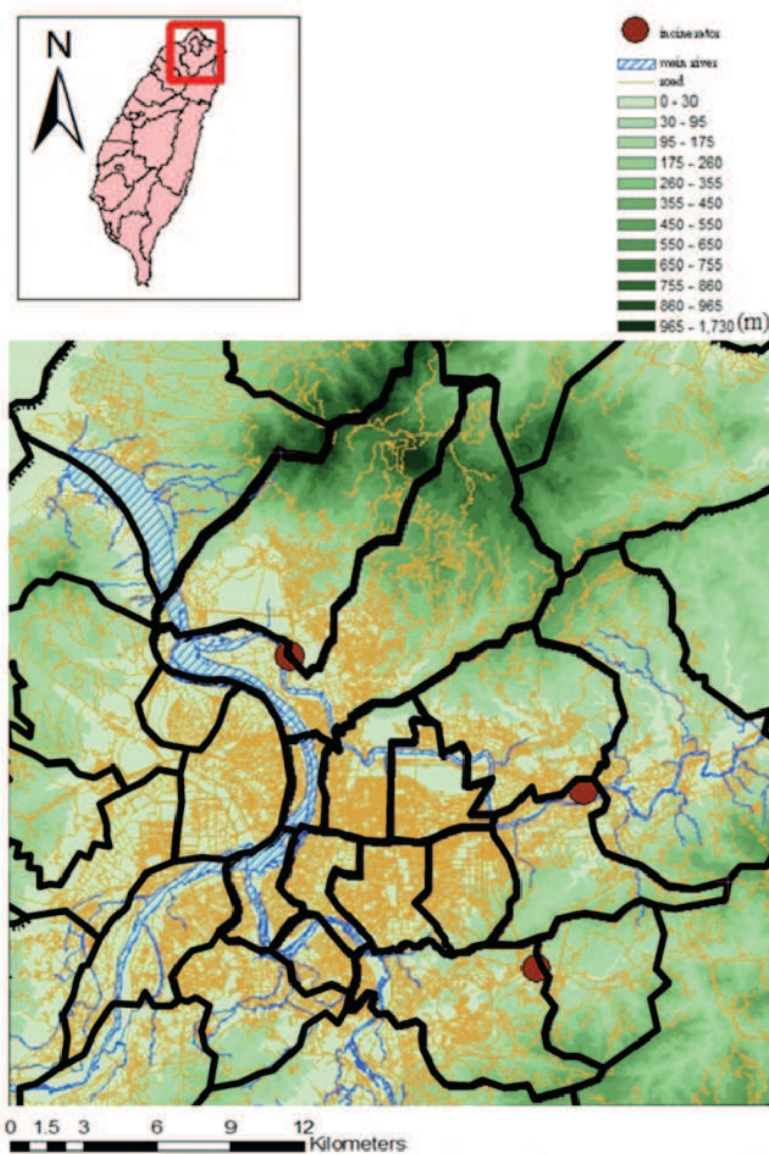 N
incinerator
main river
road
0 - 30
30 - 95
95 - 175
175 - 260
260 - 355
355 - 450
450 - 550
550 - 650
650 - 755
755 - 860
860 - 965
965 - 1,730 (m)
0 1.5 3 6 9 12
Kilometers